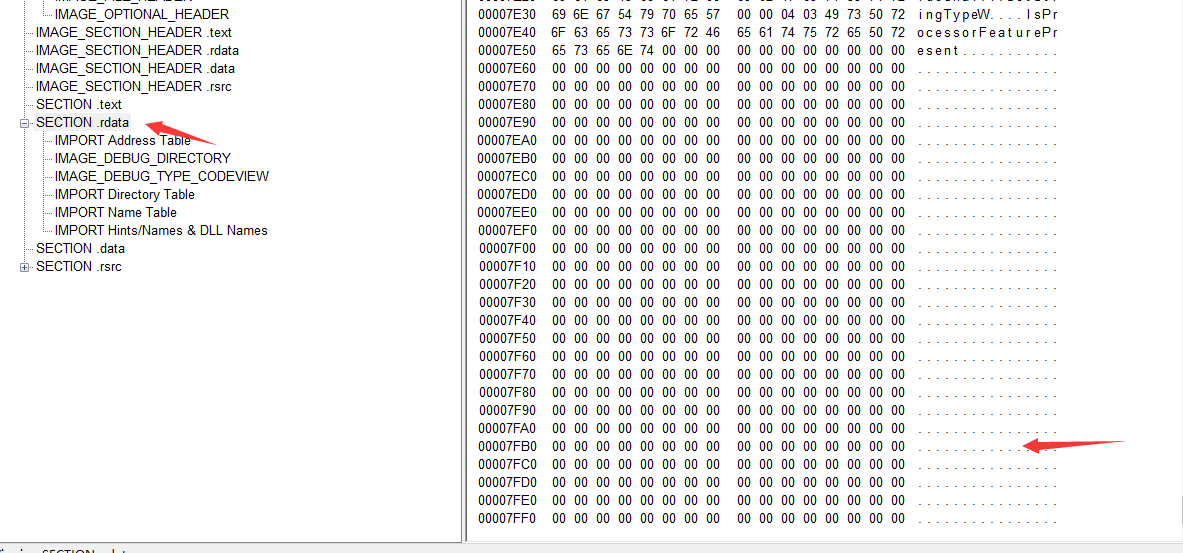 IMAGE_OPTIONAL_HEADER
IMAGE_SECTION_HEADER .text
IMAGE_SECTION_HEADER .rdata
IMAGE_SECTION_HEADER .data
IMAGE_SECTION_HEADER .rsrc
SECTION .text
SECTION .rdata
IMPORT Address Table
IMAGE_DEBUG_DIRECTORY
IMAGE_DEBUG_TYPE_CODEVIEW
IMPORT Directory Table
IMPORT Name Table
IMPORT Hints/Names & DLL Names
SECTION .data
SECTION .rsrc
00007E30 69 6E 67 54 79 70 65 57 00 00 04 03 49 73 50 72 ingTypeW....IsPr
00007E40 6F 63 65 73 73 6F 72 46 65 61 74 75 72 65 50 72 ocessorFeaturePr
00007E50 65 73 65 6E 74 00 00 00 00 00 00 00 00 00 00 00 esent...........
00007E60 00 00 00 00 00 00 00 00 00 00 00 00 00 00 00 00 ................
00007E70 00 00 00 00 00 00 00 00 00 00 00 00 00 00 00 00 ................
00007E80 00 00 00 00 00 00 00 00 00 00 00 00 00 00 00 00 ................
00007E90 00 00 00 00 00 00 00 00 00 00 00 00 00 00 00 00 ................
00007EA0 00 00 00 00 00 00 00 00 00 00 00 00 00 00 00 00 ................
00007EB0 00 00 00 00 00 00 00 00 00 00 00 00 00 00 00 00 ................
00007EC0 00 00 00 00 00 00 00 00 00 00 00 00 00 00 00 00 ................
00007ED0 00 00 00 00 00 00 00 00 00 00 00 00 00 00 00 00 ................
00007EE0 00 00 00 00 00 00 00 00 00 00 00 00 00 00 00 00 ................
00007EF0 00 00 00 00 00 00 00 00 00 00 00 00 00 00 00 00 ................
00007F00 00 00 00 00 00 00 00 00 00 00 00 00 00 00 00 00 ................
00007F10 00 00 00 00 00 00 00 00 00 00 00 00 00 00 00 00 ................
00007F20 00 00 00 00 00 00 00 00 00 00 00 00 00 00 00 00 ................
00007F30 00 00 00 00 00 00 00 00 00 00 00 00 00 00 00 00 ................
00007F40 00 00 00 00 00 00 00 00 00 00 00 00 00 00 00 00 ................
00007F50 00 00 00 00 00 00 00 00 00 00 00 00 00 00 00 00 ................
00007F60 00 00 00 00 00 00 00 00 00 00 00 00 00 00 00 00 ................
00007F70 00 00 00 00 00 00 00 00 00 00 00 00 00 00 00 00 ................
00007F80 00 00 00 00 00 00 00 00 00 00 00 00 00 00 00 00 ................
00007F90 00 00 00 00 00 00 00 00 00 00 00 00 00 00 00 00 ................
00007FA0 00 00 00 00 00 00 00 00 00 00 00 00 00 00 00 00 ................
00007FB0 00 00 00 00 00 00 00 00 00 00 00 00 00 00 00 00 ................
00007FC0 00 00 00 00 00 00 00 00 00 00 00 00 00 00 00 00 ................
00007FD0 00 00 00 00 00 00 00 00 00 00 00 00 00 00 00 00 ................
00007FE0 00 00 00 00 00 00 00 00 00 00 00 00 00 00 00 00 ................
00007FF0 00 00 00 00 00 00 00 00 00 00 00 00 00 00 00 00 ................